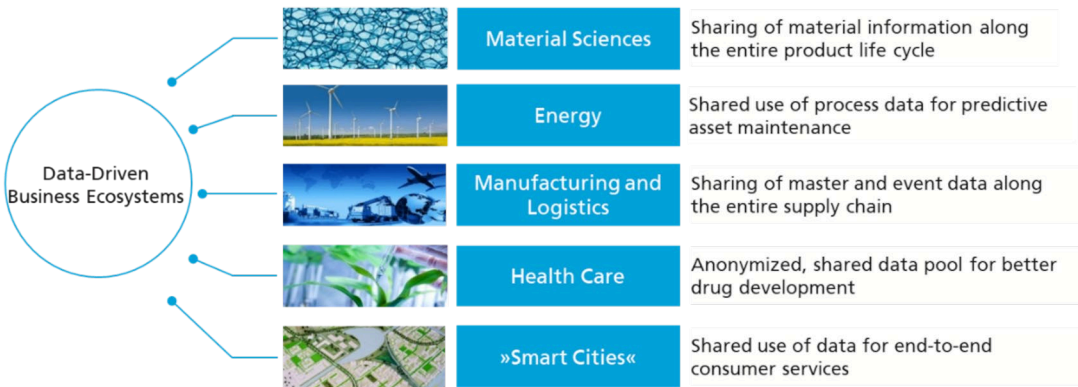 Data-Driven
Business Ecosystems
Material Sciences
Sharing of material information along
the entire product life cycle
Energy
Shared use of process data for predictive
asset maintenance
Manufacturing and
Logistics
Sharing of master and event data along
the entire supply chain
Health Care
Anonymized, shared data pool for better
drug development
»Smart Cities«
Shared use of data for end-to-end
consumer services